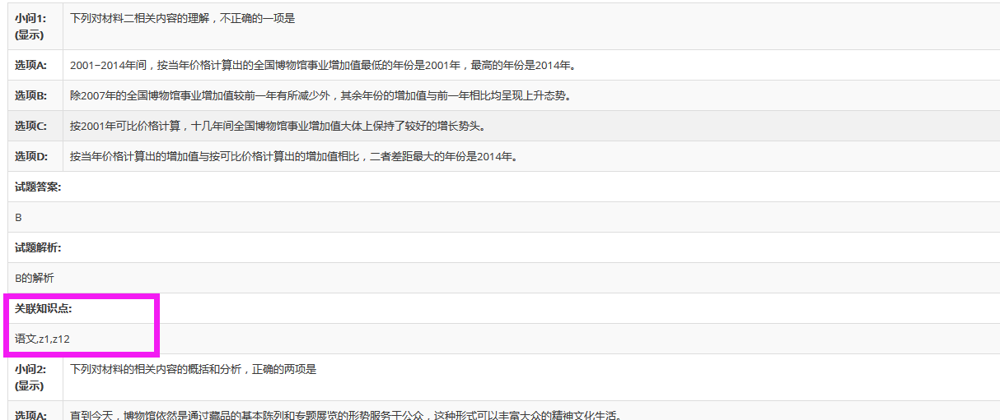 小问1: 下列对材料二相关内容的理解，不正确的一项是
(显示)
选项A: 2001−2014年间，按当年价格计算出的全国博物馆事业增加值最低的年份是2001年，最高的年份是2014年。
选项B: 除2007年的全国博物馆事业增加值较前一年有所减少外，其余年份的增加值与前一年相比均呈现上升态势。
选项C: 按2001年可比价格计算，十几年间全国博物馆事业增加值大体上保持了较好的增长势头。
选项D: 按当年价格计算出的增加值与按可比价格计算出的增加值相比，二者差距最大的年份是2014年。
试题答案:
B
试题解析:
B的解析
关联知识点:
语文,z1,z12
小问2: 下列对材料的相关内容的概括和分析，正确的两项是
(显示)
选项A: 直到今天，博物馆依然是通过藏品的基本陈列和专题展览的形势服务于公众，这种形式可以丰富大众的精神文化生活。